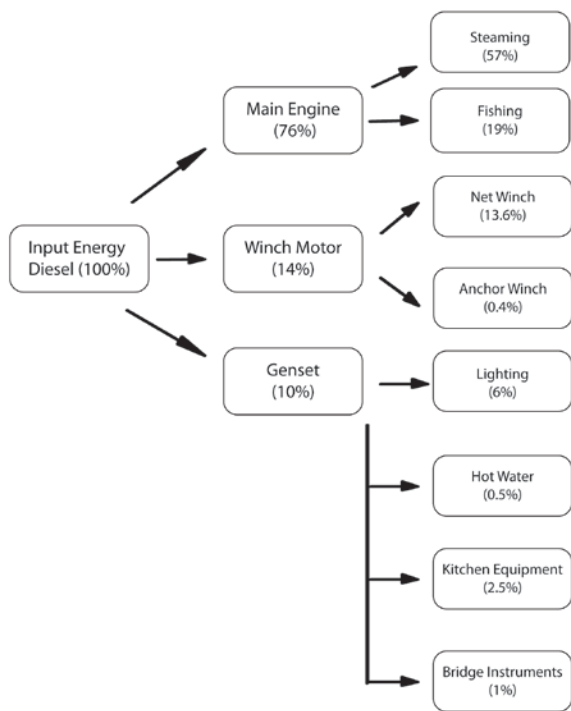 Steaming
(57%)
Main Engine
(76%)
Fishing
(19%)
Net Winch
(13.6%)
Input Energy
Diesel (100%)
Winch Motor
(14%)
Anchor Winch
(0.4%)
Genset
(10%)
Lighting
(6%)
Hot Water
(0.5%)
Kitchen Equipment
(2.5%)
Bridge Instruments
(1%)